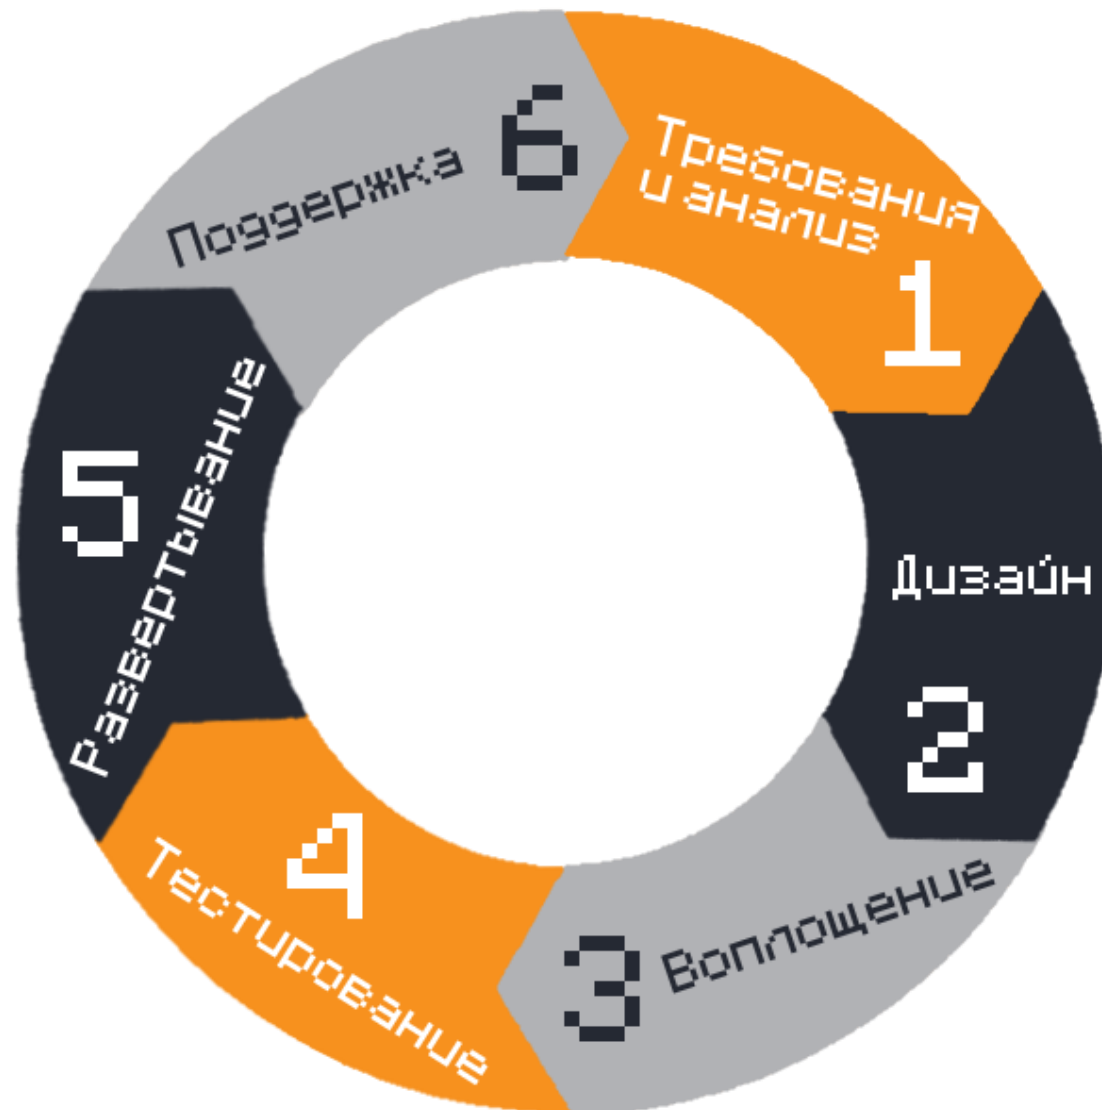 Требования
и анализ
1
Дизайн
2
Воплощение
3
Тестирование
4
Развертывание
5
Поддержка
6